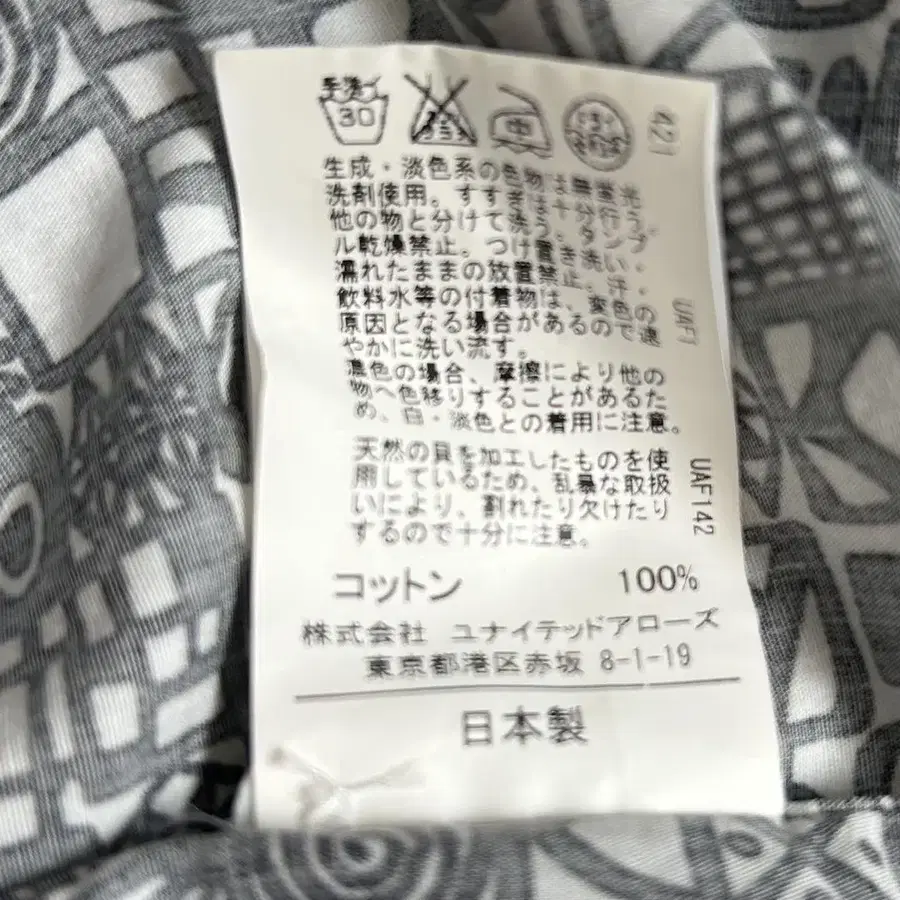 手洗イ
30
中
421
生成・淡色系の色物は無蛍光
洗剤使用。すすぎは十分行う
他の物と分けて洗う。タンブ
ル乾燥禁止。つけ置き洗い・
濡れたままの放置禁止。汗・
飲料水等の付着物は、変色の
原因となる場合があるので速
やかに洗い流す。
濃色の場合、摩擦により他の
物へ色移りすることがあるた
め、白・淡色との着用に注意。
天然の貝を加工したものを使
用しているため、乱暴な取扱
いにより、割れたり欠けたり
するので十分に注意。
UAF1
UAF142
コットン 100%
株式会社 ユナイテッドアローズ
東京都港区赤坂 8-1-19
日本製